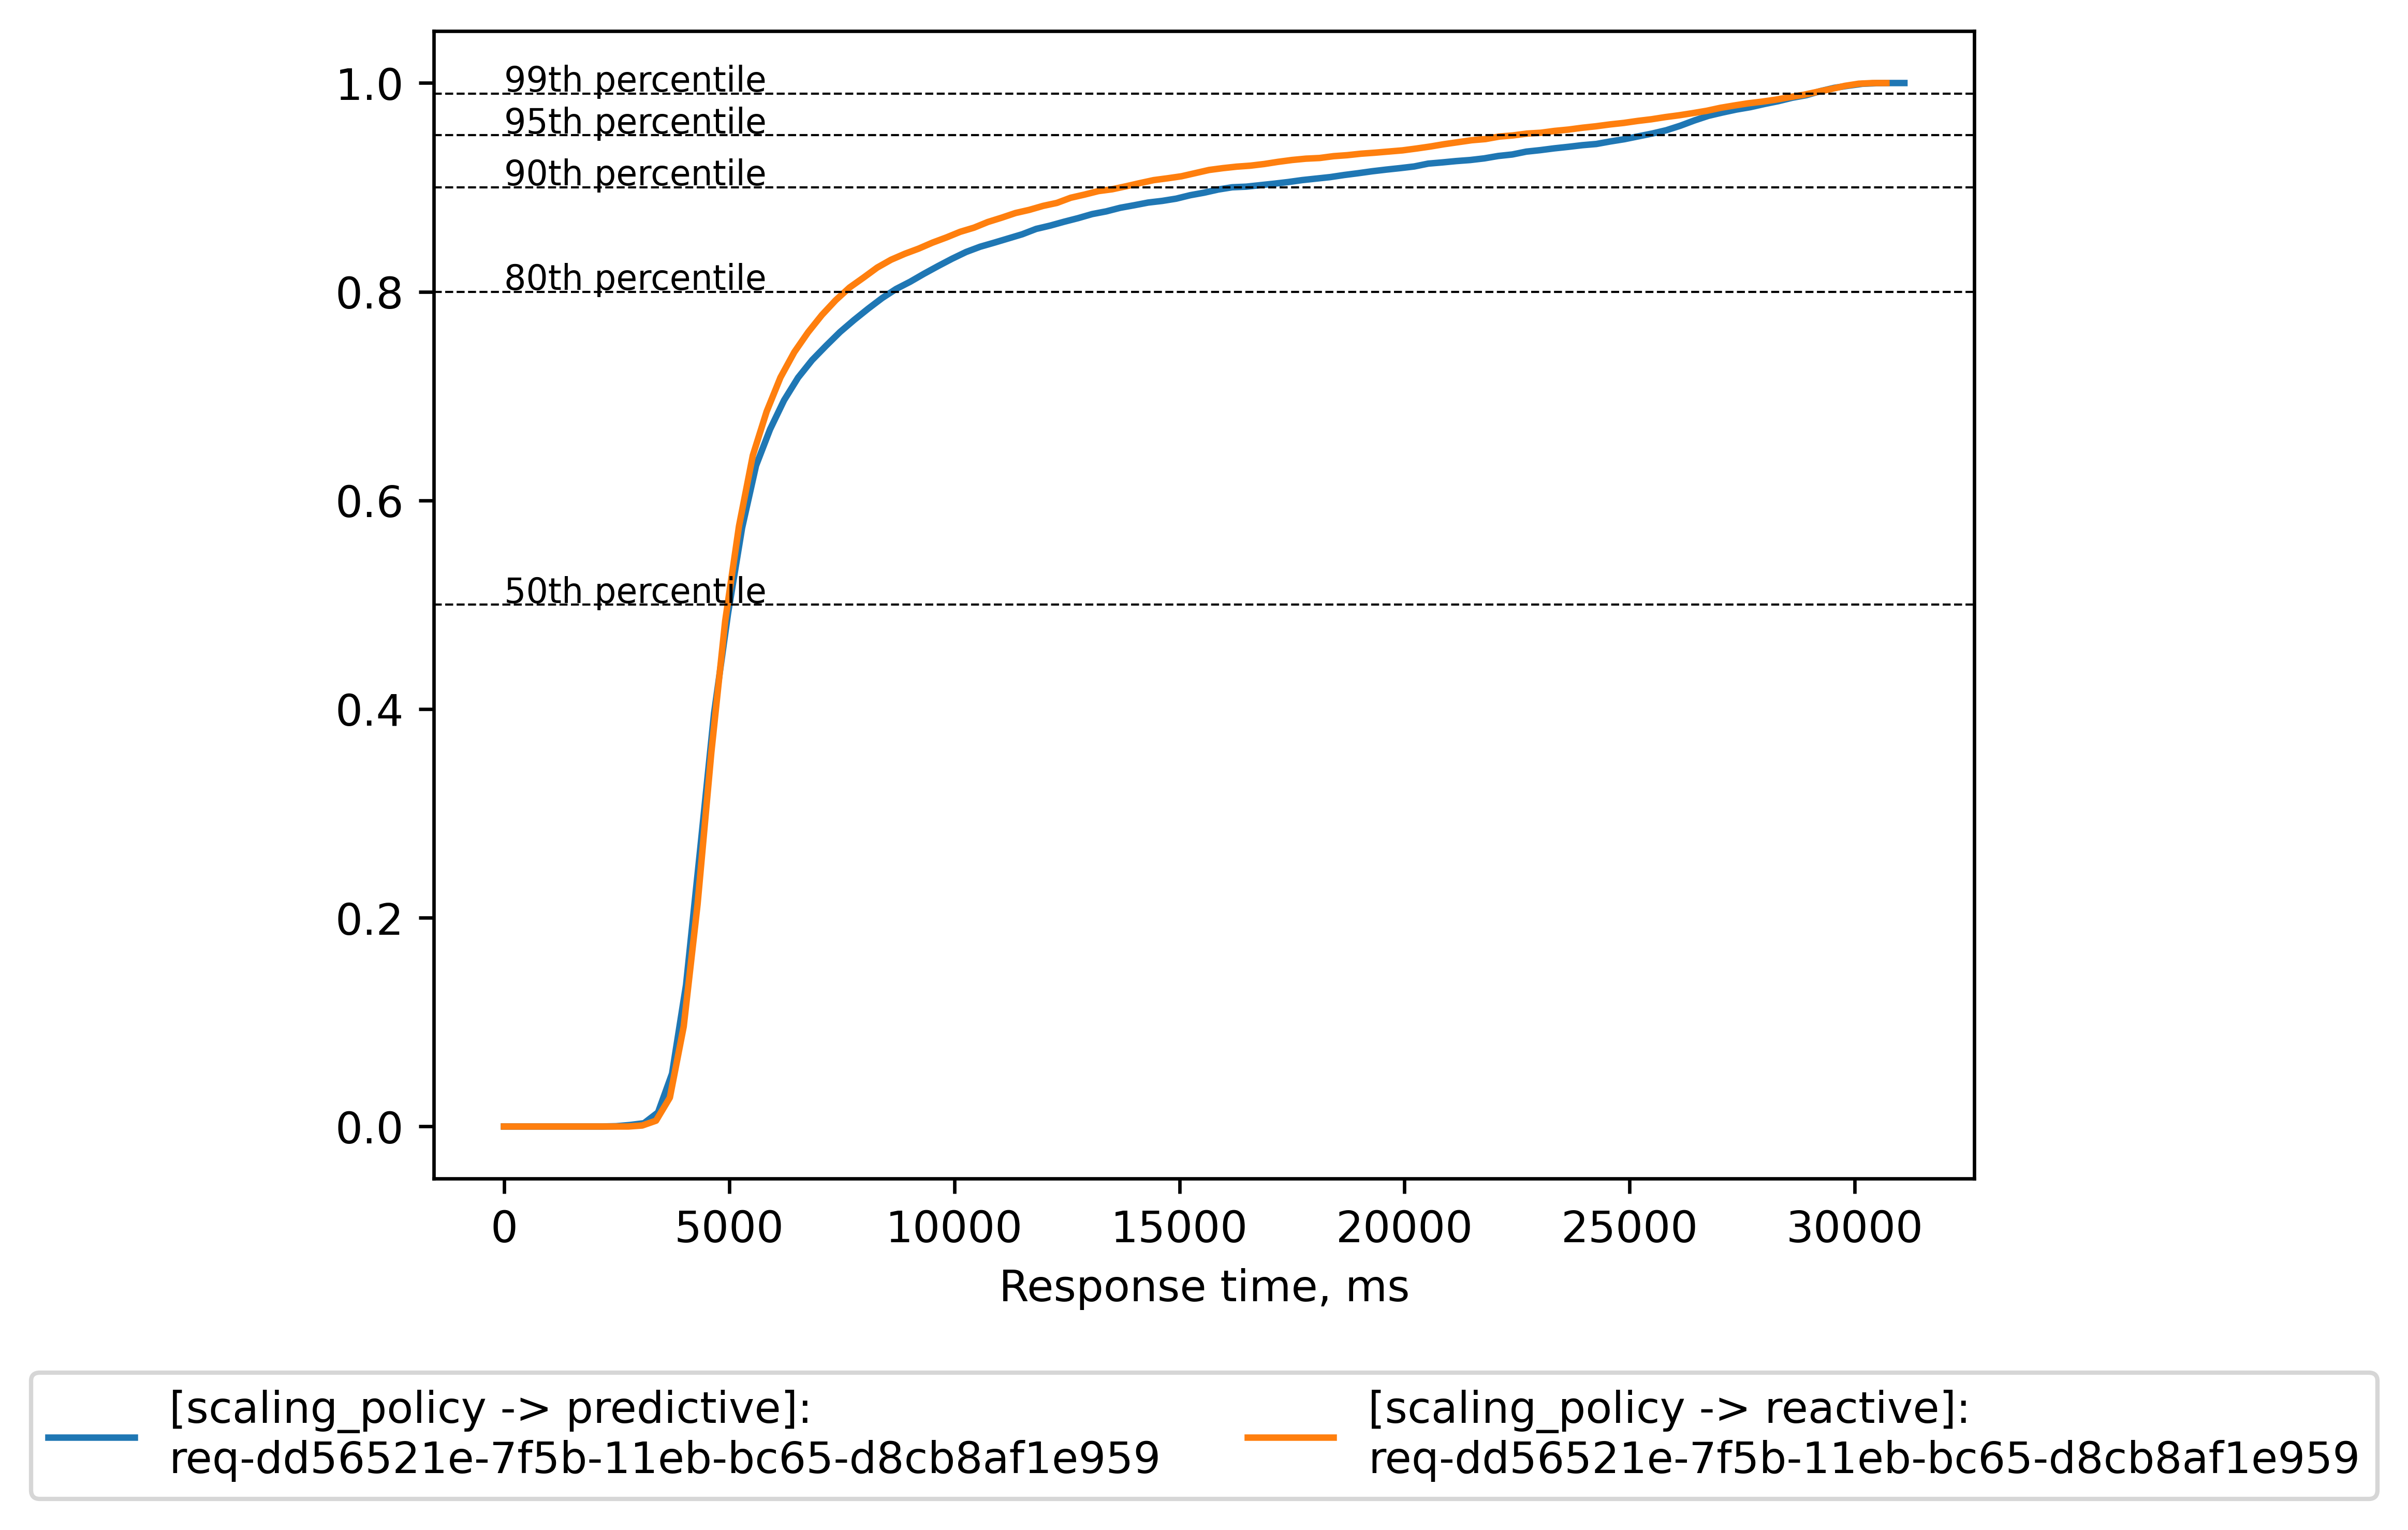 1.0
99th percentile
95th percentile
90th percentile
0.8
80th percentile
0.6
50th percentile
0.4
0.2
0.0
0 5000 10000 15000 20000 25000 30000
Response time, ms
[scaling_policy -> predictive]:
req-dd56521e-7f5b-11eb-bc65-d8cb8af1e959
[scaling_policy -> reactive]:
req-dd56521e-7f5b-11eb-bc65-d8cb8af1e959